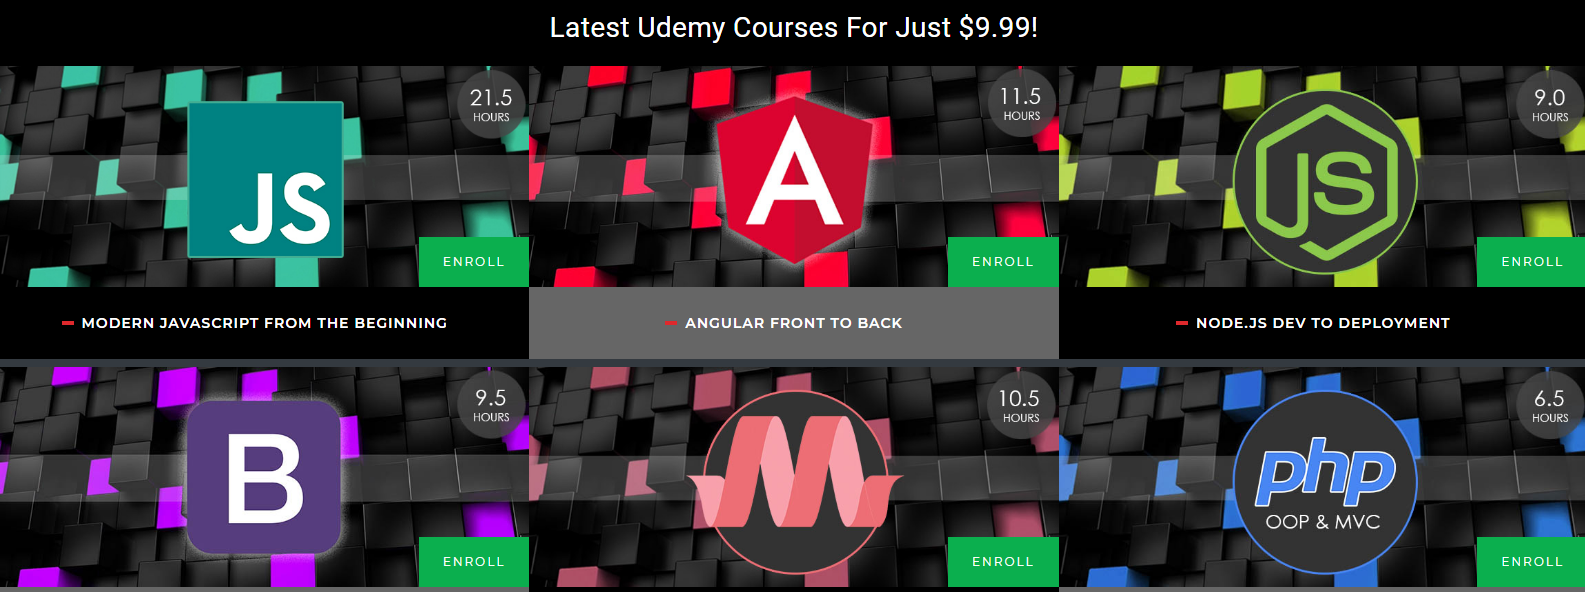 Latest Udemy Courses For Just $9.99!
21.5
HOURS
JS
ENROLL
MODERN JAVASCRIPT FROM THE BEGINNING
11.5
HOURS
A
ENROLL
ANGULAR FRONT TO BACK
9.0
HOURS
JS
ENROLL
NODE.JS DEV TO DEPLOYMENT
9.5
HOURS
B
ENROLL
10.5
HOURS
M
ENROLL
6.5
HOURS
php
OOP & MVC
ENROLL